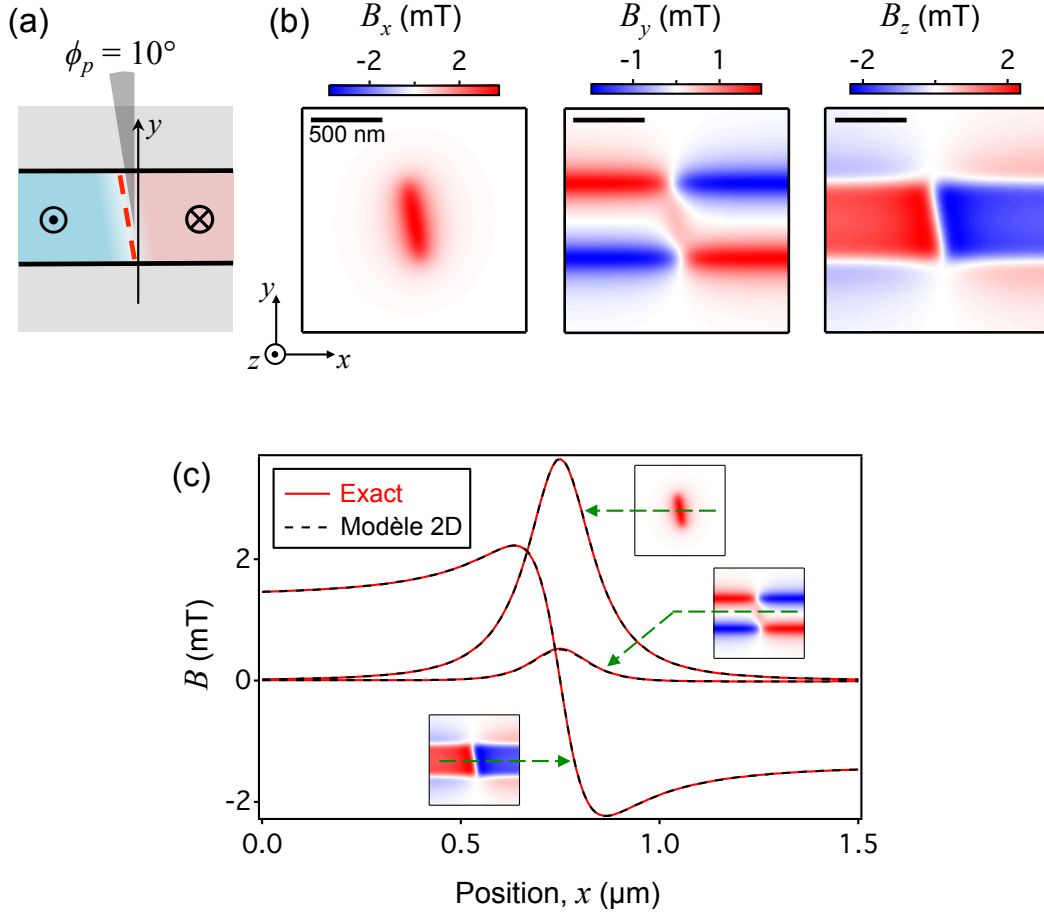 (a)
ϕp = 10°
y
(b)
Bx (mT)
-2 2
500 nm
By (mT)
-1 1
Bz (mT)
-2 2
y
z x
(c)
Exact
Modèle 2D
B (mT)
2
0
-2
0.0 0.5 1.0 1.5
Position, x (µm)